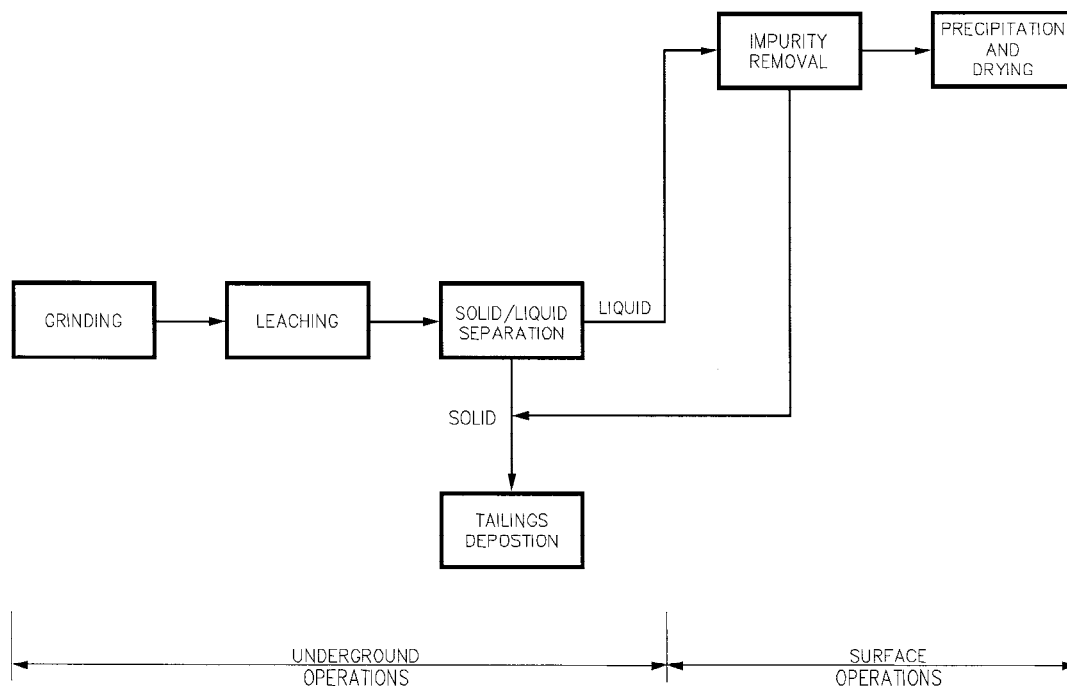 IMPURITY
REMOVAL
PRECIPITATION
AND
DRYING
GRINDING
LEACHING
SOLID/LIQUID
SEPARATION
LIQUID
SOLID
TAILINGS
DEPOSTION
UNDERGROUND
OPERATIONS
SURFACE
OPERATIONS